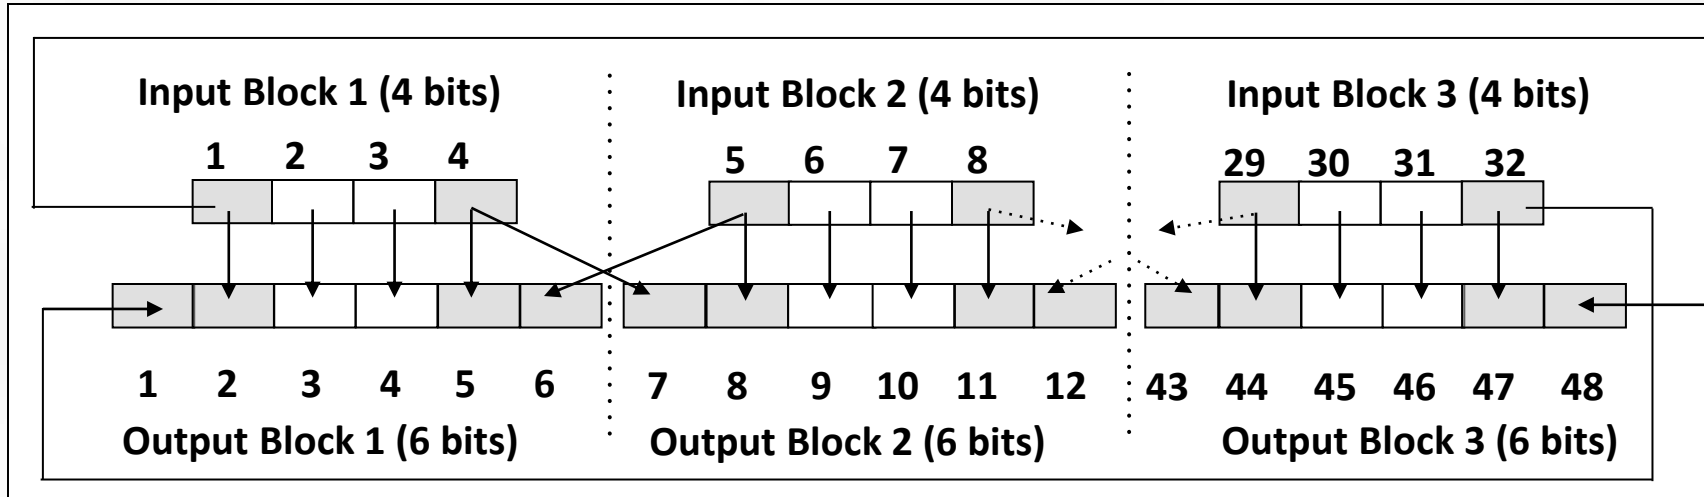 Input Block 1 (4 bits) Input Block 2 (4 bits) Input Block 3 (4 bits)
1 2 3 4 5 6 7 8 29 30 31 32
1 2 3 4 5 6 7 8 9 10 11 12 43 44 45 46 47 48
Output Block 1 (6 bits) Output Block 2 (6 bits) Output Block 3 (6 bits)